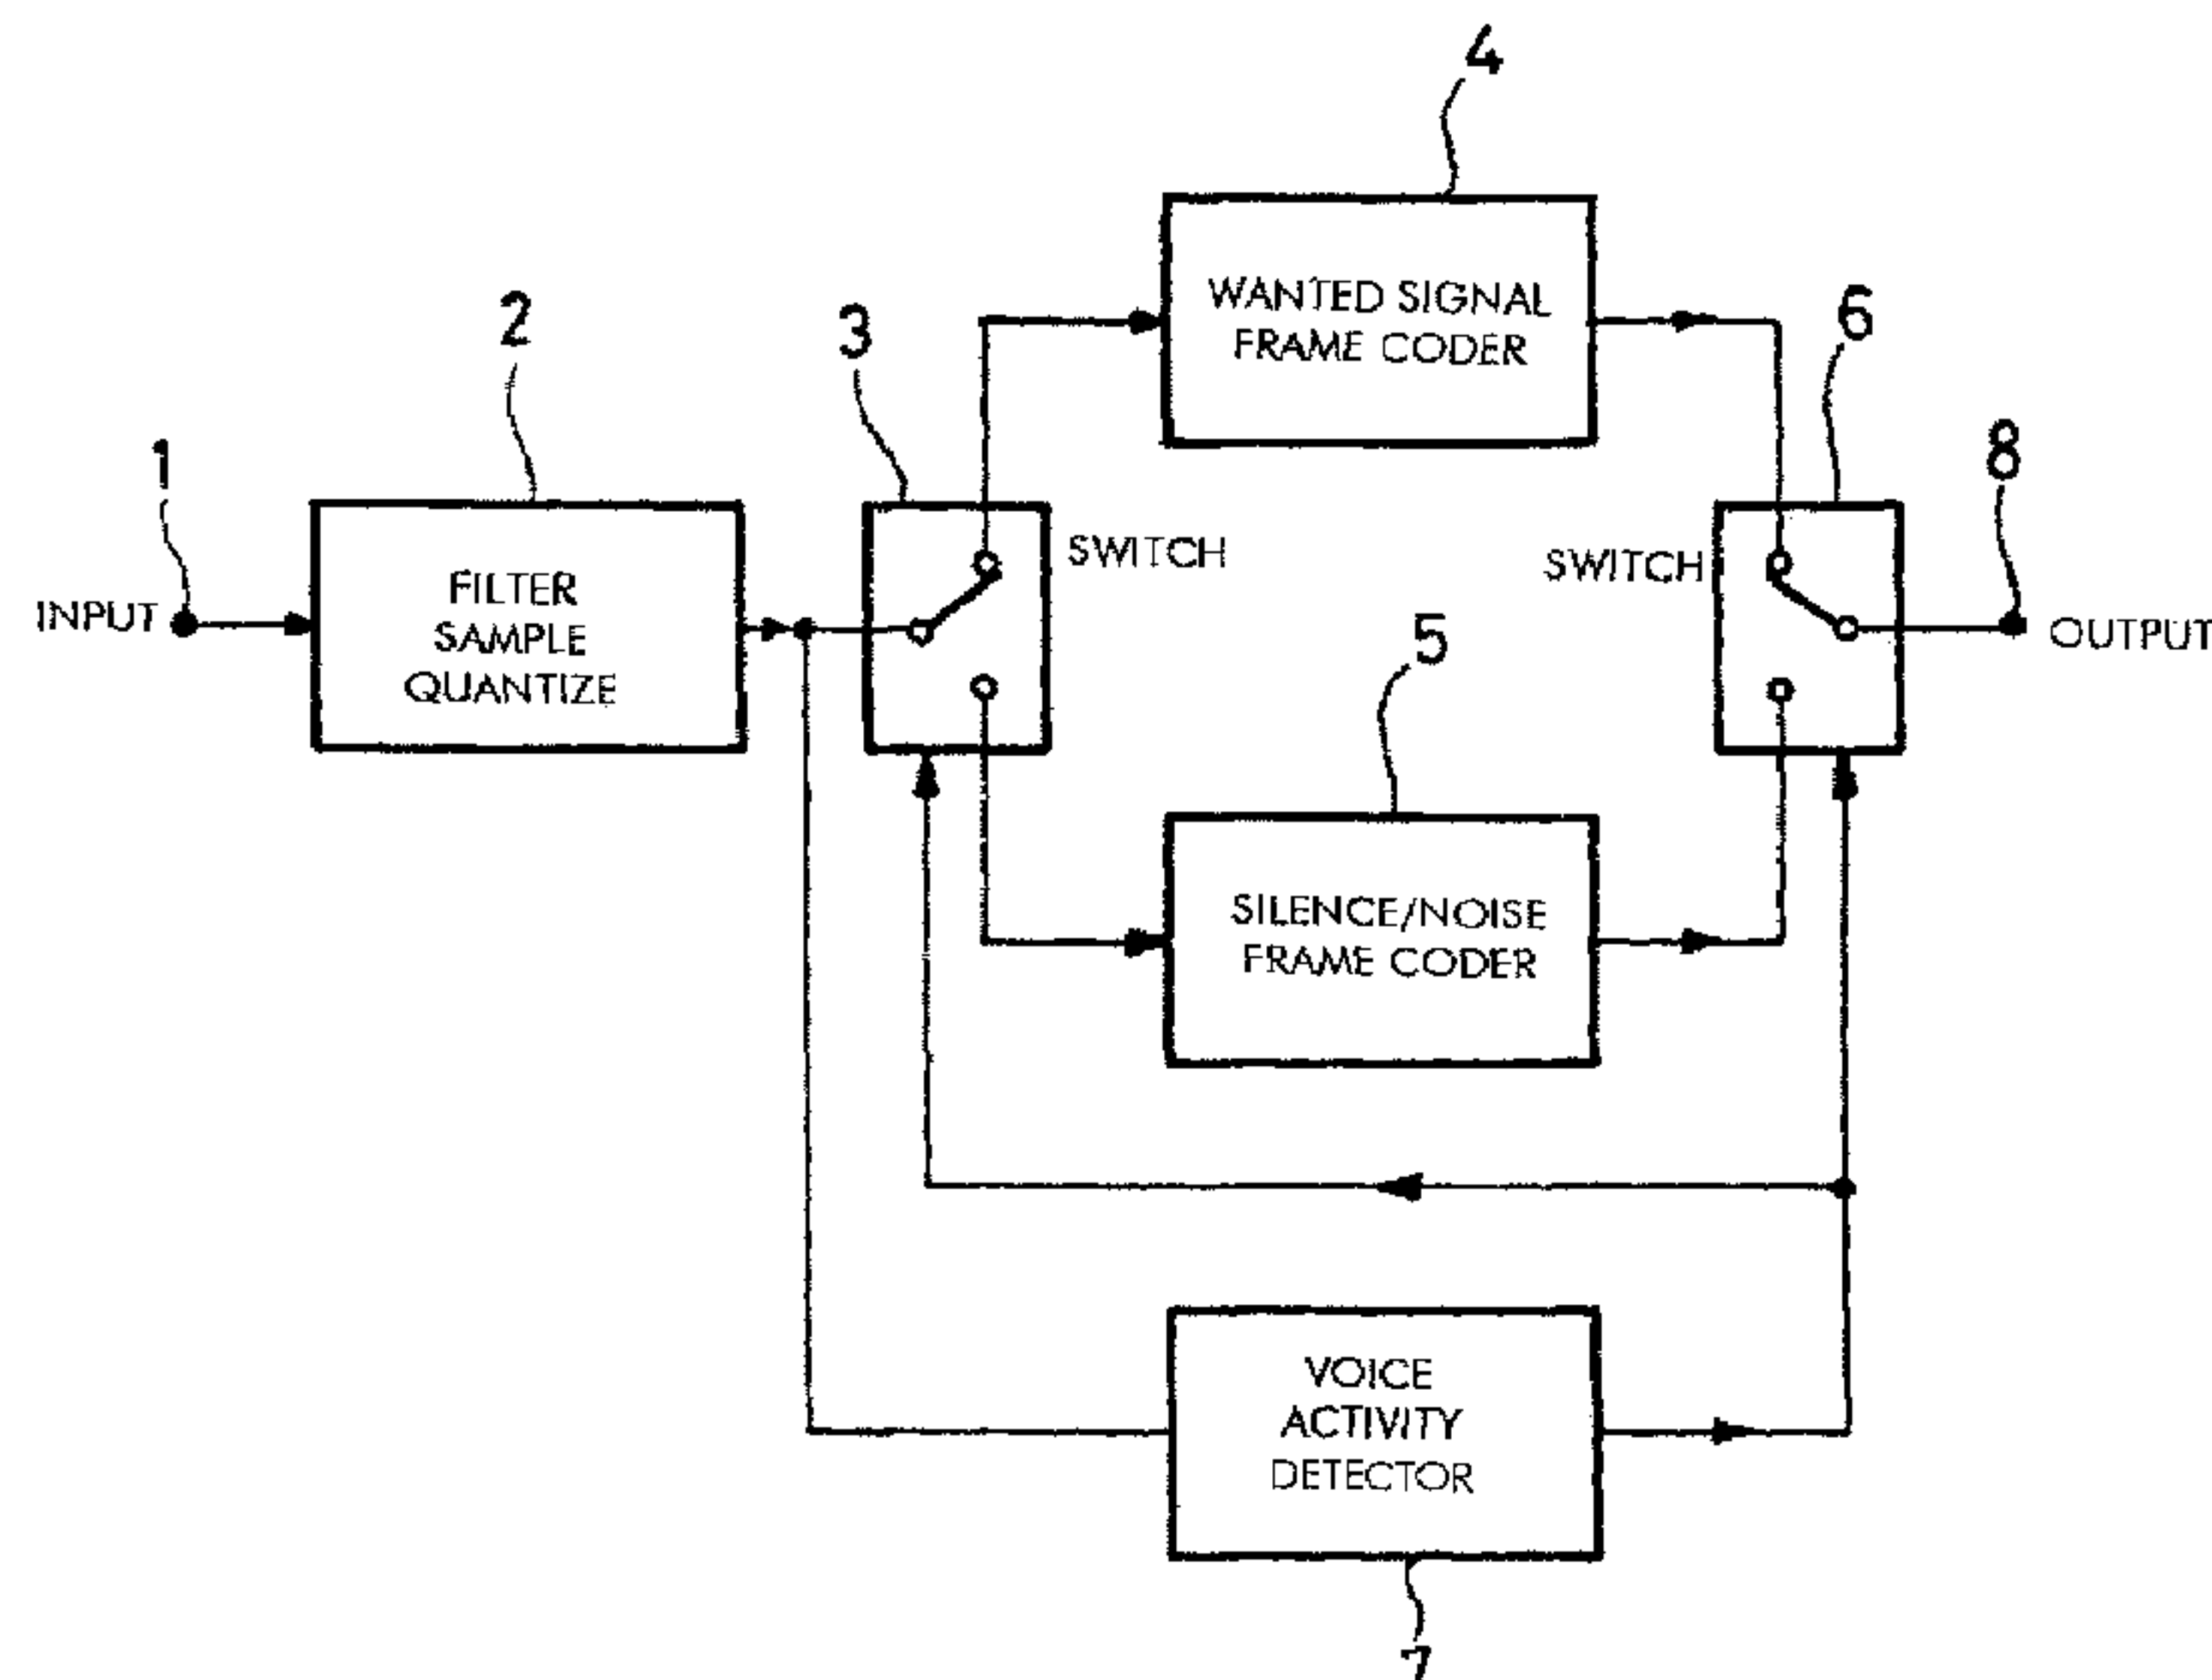 4
WANTED SIGNAL
FRAME CODER
2
3
6
1
8
SWITCH
SWITCH
INPUT
FILTER
SAMPLE
QUANTIZE
OUTPUT
5
SILENCE/NOISE
FRAME CODER
VOICE
ACTIVITY
DETECTOR
7